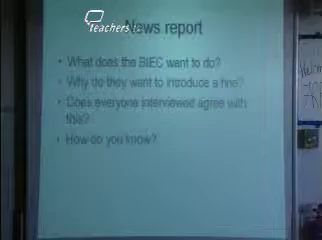 teachers
News report
• What does the BIEC want to do?
• Why do they want to introduce a fine?
• Does everyone interviewed agree with
this?
• How do you know?